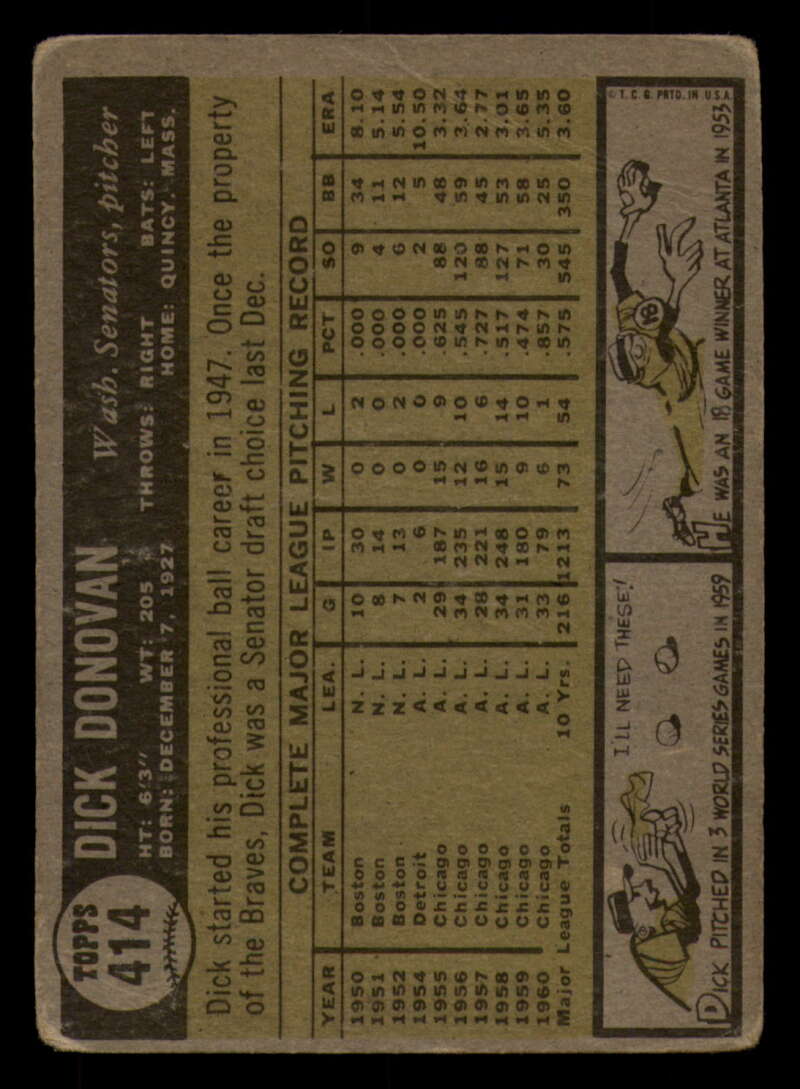 TOPPS
414
DICK DONOVAN
Wash. Senators, pitcher
HT: 6'3" WT: 205 THROWS: RIGHT BATS: LEFT
BORN: DECEMBER 7, 1927 HOME: QUINCY, MASS.
Dick started his professional ball career in 1947. Once the property
of the Braves, Dick was a Senator draft choice last Dec.
COMPLETE MAJOR LEAGUE PITCHING RECORD
YEAR TEAM LEA. G IP W L PCT SO BB ERA
1950 Boston N. L. 10 30 0 2 .000 9 34 8.10
1951 Boston N. L. 8 14 0 0 .000 4 11 5.14
1952 Boston N. L. 7 13 0 2 .000 6 12 5.54
1954 Detroit A. L. 2 6 0 0 .000 2 5 10.50
1955 Chicago A. L. 29 187 15 9 .625 88 48 3.32
1956 Chicago A. L. 34 235 12 10 .545 120 59 3.64
1957 Chicago A. L. 28 221 16 6 .727 88 45 2.77
1958 Chicago A. L. 34 248 15 14 .517 127 53 3.01
1959 Chicago A. L. 31 180 9 10 .474 71 58 3.65
1960 Chicago A. L. 33 79 6 1 .857 30 25 5.35
Major League Totals 10 Yrs. 216 1213 73 54 .575 545 350 3.60
I'LL NEED THESE!
DICK PITCHED IN 3 WORLD SERIES GAMES IN 1959
18
© T. C. G. PRTD. IN U.S.A.
HE WAS AN 18 GAME WINNER AT ATLANTA IN 1953